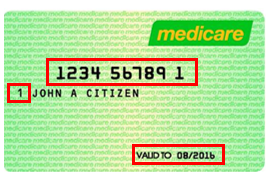 medicare
1234 56789 1
1 JOHN A CITIZEN
VALID TO 08/2016